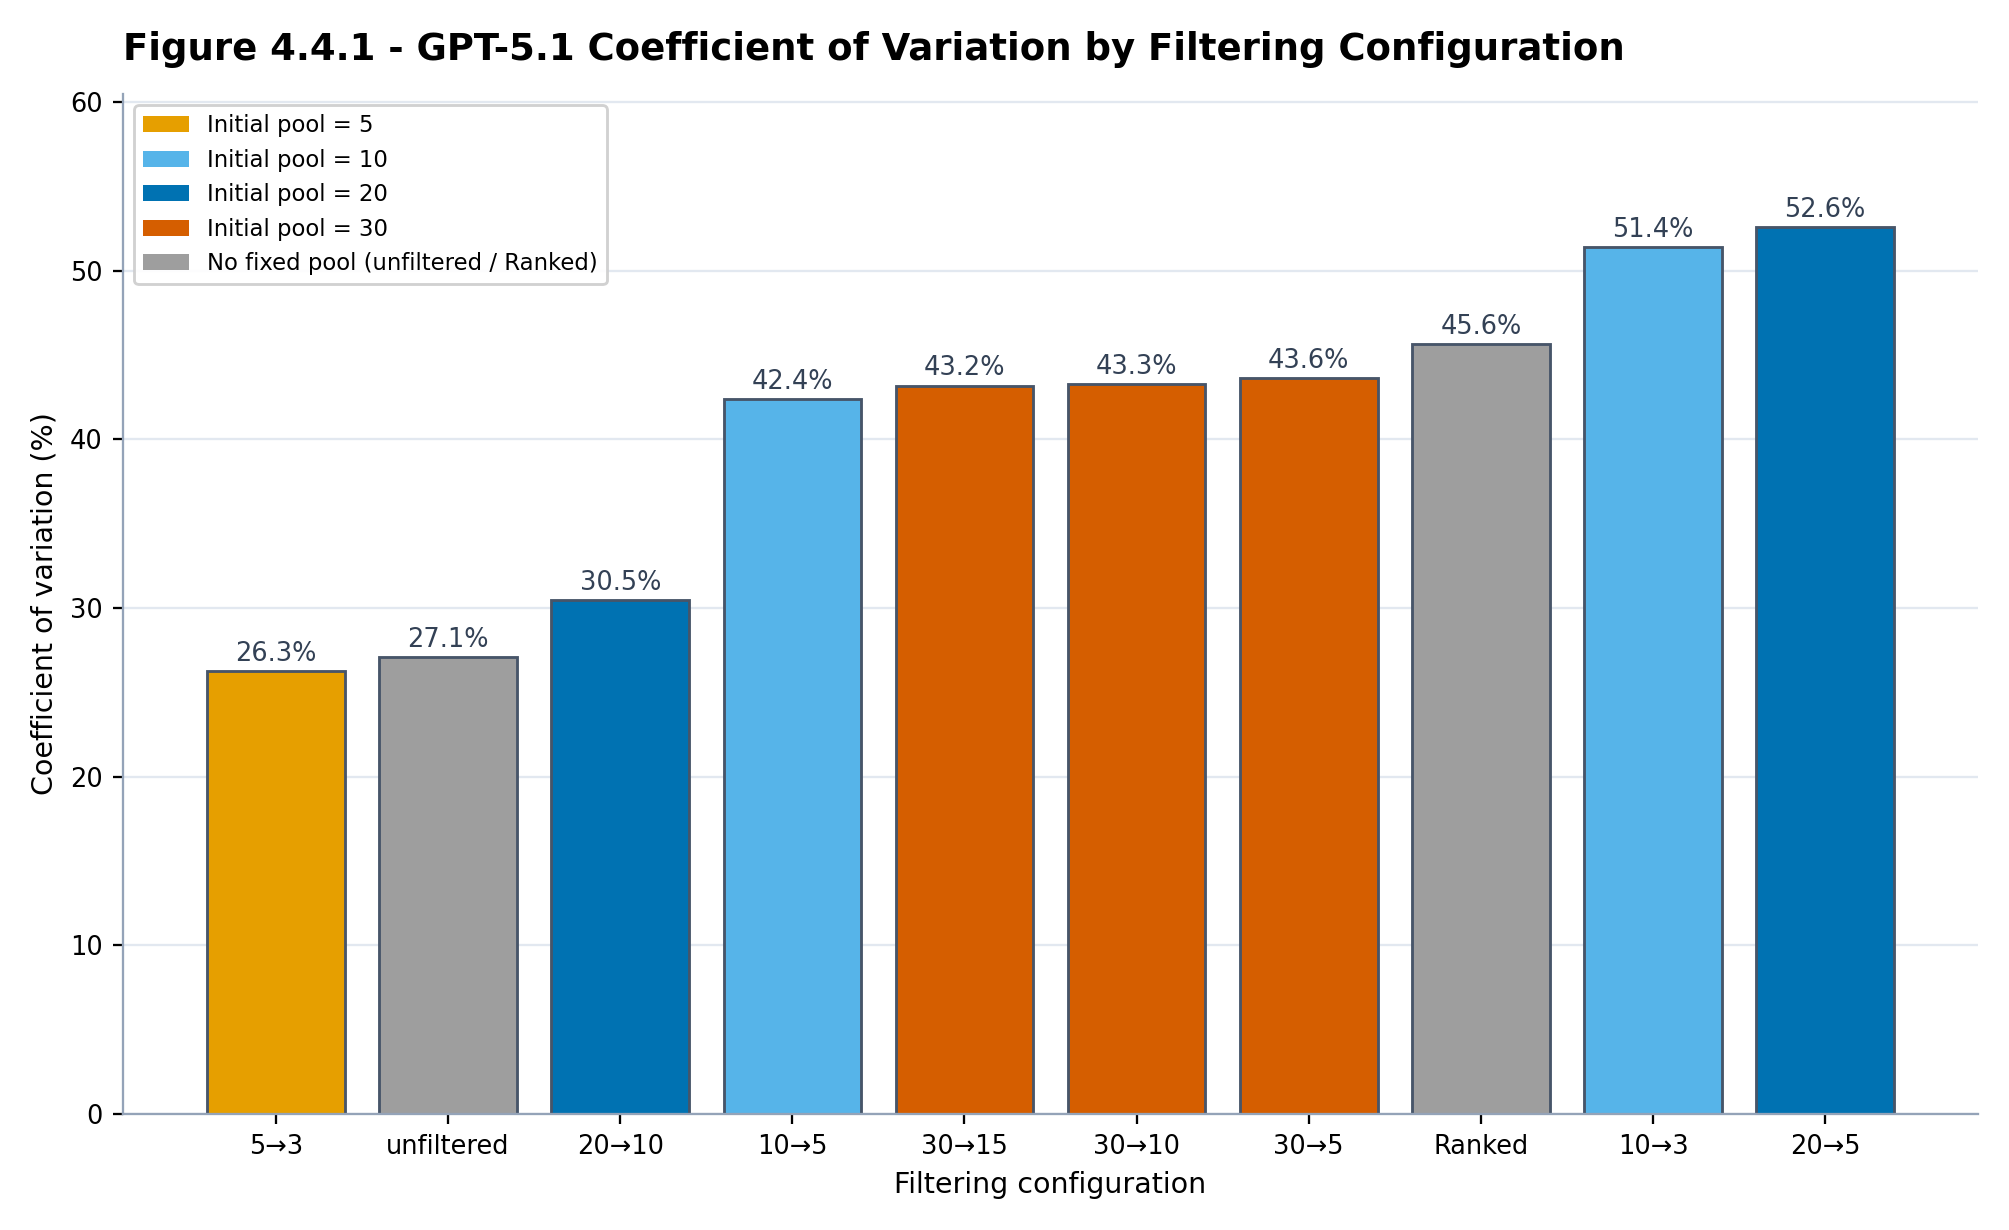 Figure 4.4.1 - GPT-5.1 Coefficient of Variation by Filtering Configuration
Initial pool = 5
Initial pool = 10
Initial pool = 20
Initial pool = 30
No fixed pool (unfiltered / Ranked)
Coefficient of variation (%)
60
50
40
30
20
10
0
26.3%
27.1%
30.5%
42.4%
43.2%
43.3%
43.6%
45.6%
51.4%
52.6%
5→3
unfiltered
20→10
10→5
30→15
30→10
30→5
Ranked
10→3
20→5
Filtering configuration